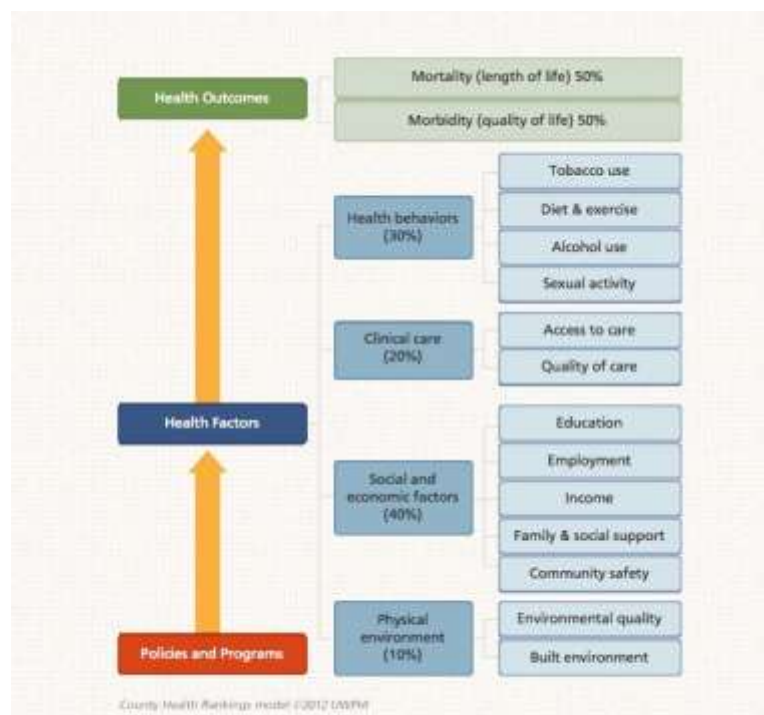 Health Outcomes
Mortality (length of life) 50%
Morbidity (quality of life) 50%
Health Factors
Health behaviors
(30%)
Tobacco use
Diet & exercise
Alcohol use
Sexual activity
Clinical care
(20%)
Access to care
Quality of care
Social and
economic factors
(40%)
Education
Employment
Income
Family & social support
Community safety
Policies and Programs
Physical
environment
(10%)
Environmental quality
Built environment
County Health Rankings model ©2012 UWPHI